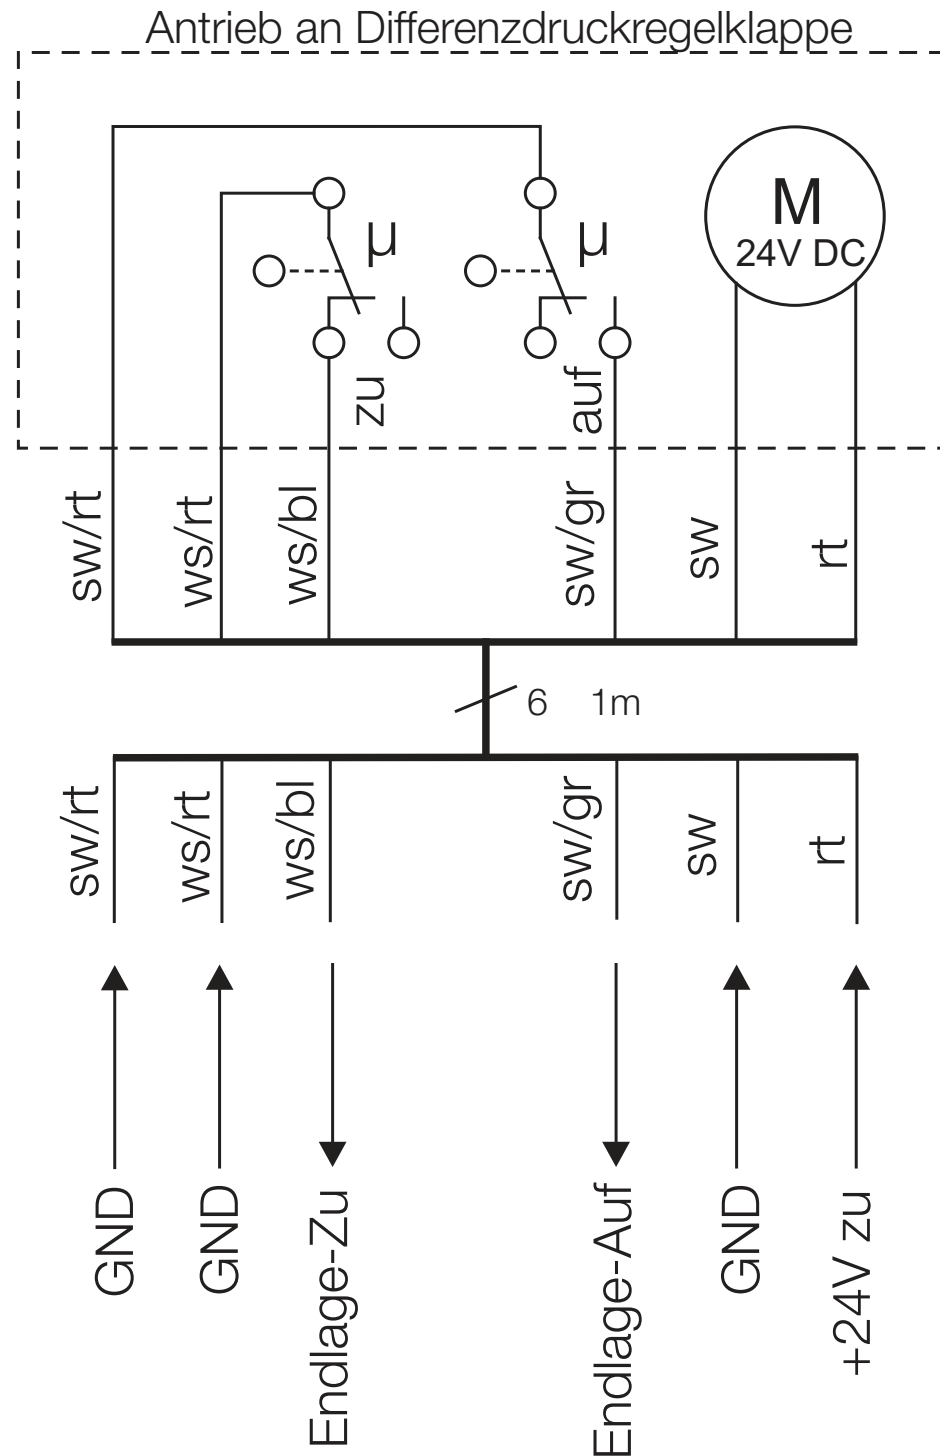 Antrieb an Differenzdruckregelklappe
M
24V DC
µ
µ
zu
auf
sw/rt
ws/rt
ws/bl
sw/gr
sw
rt
6 1m
sw/rt
ws/rt
ws/bl
sw/gr
sw
rt
GND
GND
Endlage-Zu
Endlage-Auf
GND
+24V zu